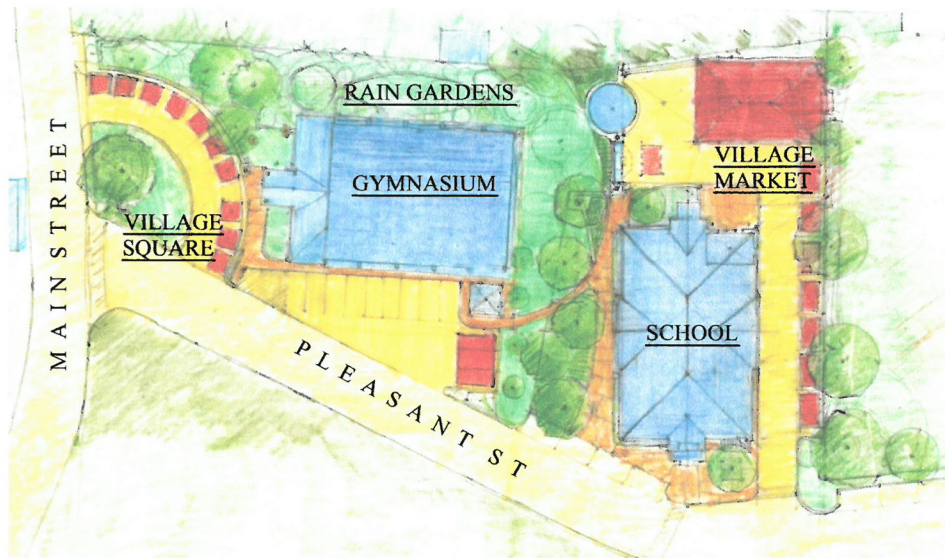 RAIN GARDENS
GYMNASIUM
VILLAGE
MARKET
MAIN STREET
VILLAGE
SQUARE
SCHOOL
PLEASANT ST